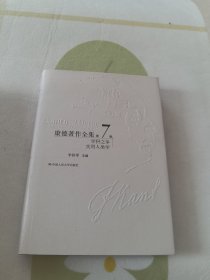 康德著作全集 第7卷
学科之争
实用人类学
李秋零 主编
中国人民大学出版社
Kant